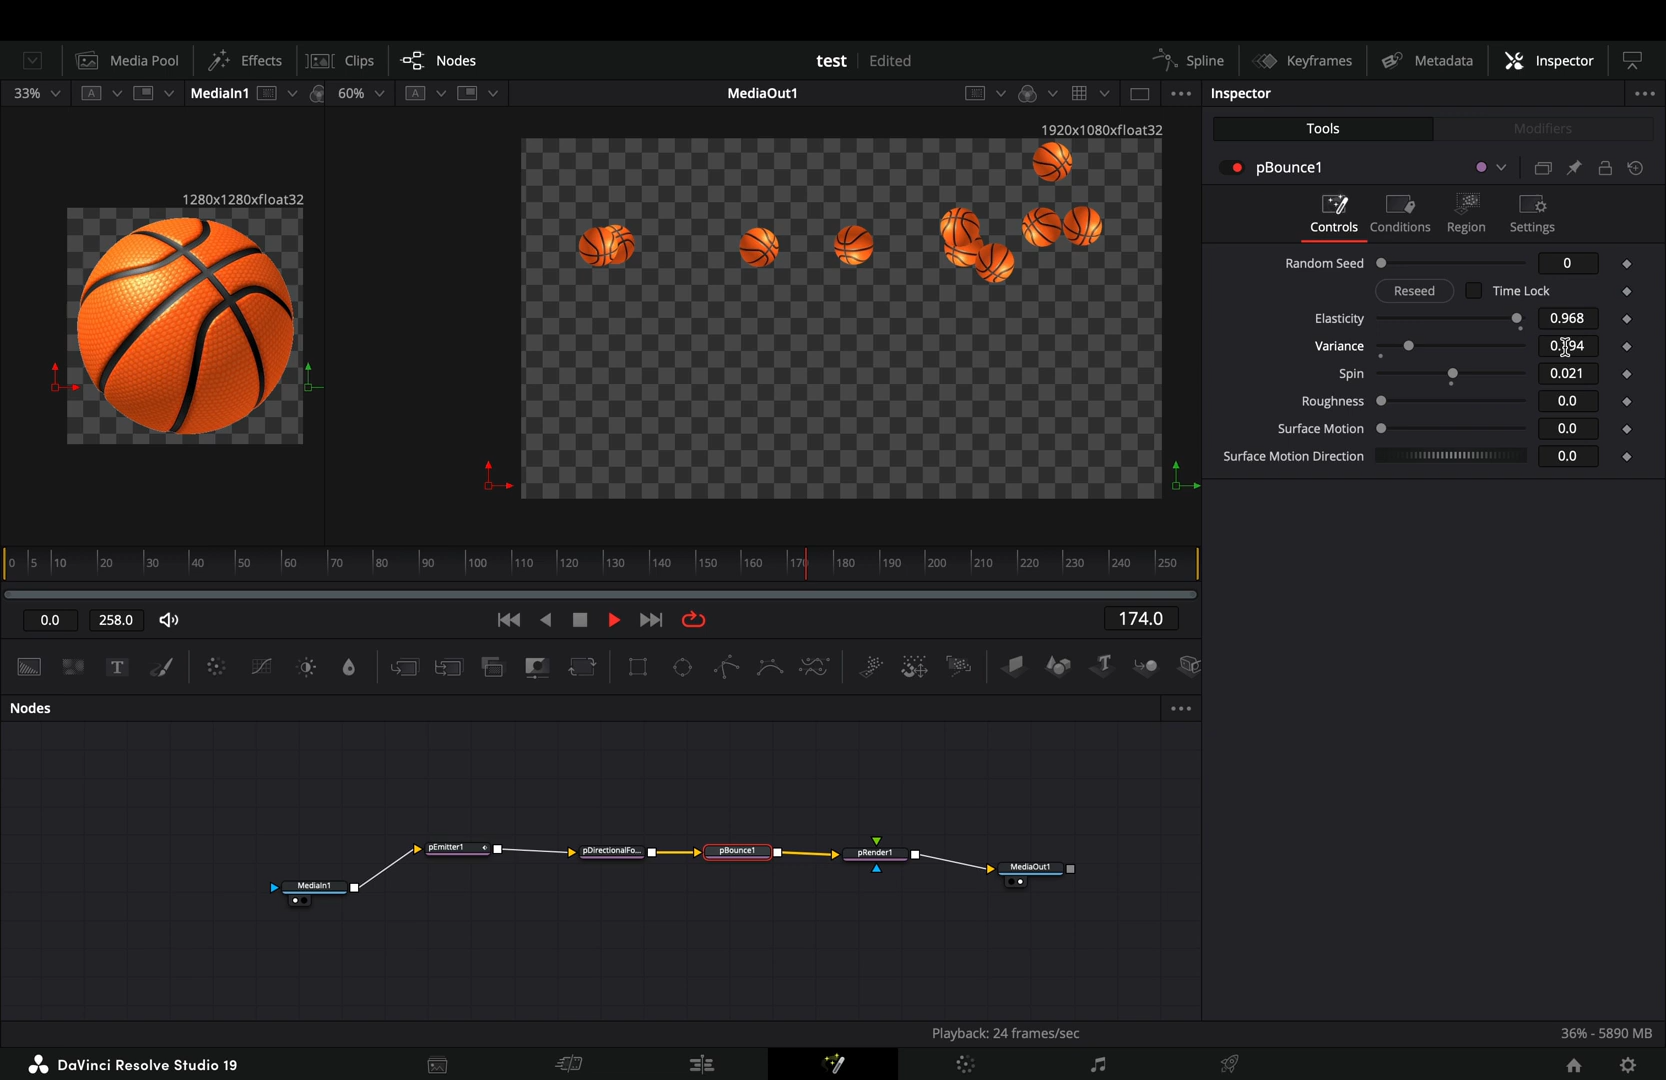 Media Pool
Effects
Clips
Nodes
test
Edited
Spline
Keyframes
Metadata
Inspector
33%
A
MediaIn1
60%
A
MediaOut1
Inspector
1920x1080xfloat32
1280x1280xfloat32
Tools
Modifiers
pBounce1
Controls
Conditions
Region
Settings
Random Seed
0
Reseed
Time Lock
Elasticity
0.968
Variance
Spin
0.021
Roughness
0.0
Surface Motion
0.0
Surface Motion Direction
0.0
0 5 10 20 30 40 50 60 70 80 90 100 110 120 130 140 150 160 170 180 190 200 210 220 230 240 250
0.0
258.0
174.0
T
Nodes
pEmitter1
pDirectionalFo...
pBounce1
pRender1
MediaOut1
MediaIn1
Playback: 24 frames/sec
36% - 5890 MB
DaVinci Resolve Studio 19